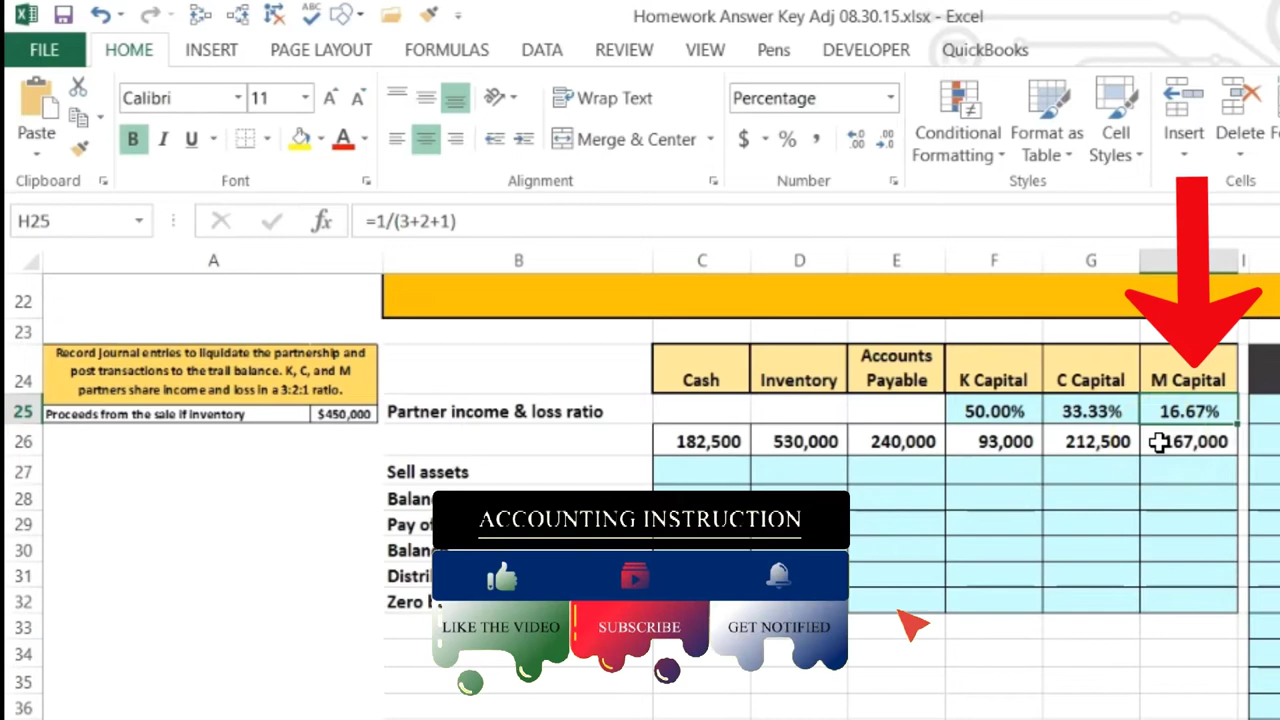 Homework Answer Key Adj 08.30.15.xlsx - Excel
FILE HOME INSERT PAGE LAYOUT FORMULAS DATA REVIEW VIEW Pens DEVELOPER QuickBooks
Paste
Calibri 11
Wrap Text
Merge & Center
Percentage
Conditional Formatting
Format as Table
Cell Styles
Insert Delete
Clipboard Font Alignment Number Styles Cells
H25 fx =1/(3+2+1)
A B C D E F G I
22
23
24
Record journal entries to liquidate the partnership and
post transactions to the trail balance. K, C, and M
partners share income and loss in a 3:2:1 ratio.
Cash Inventory Accounts Payable K Capital C Capital M Capital
25 Proceeds from the sale if inventory $450,000 Partner income & loss ratio 50.00% 33.33% 16.67%
26 182,500 530,000 240,000 93,000 212,500 167,000
27 Sell assets
28
29
30
31
32
33
34
35
36
ACCOUNTING INSTRUCTION
LIKE THE VIDEO SUBSCRIBE GET NOTIFIED